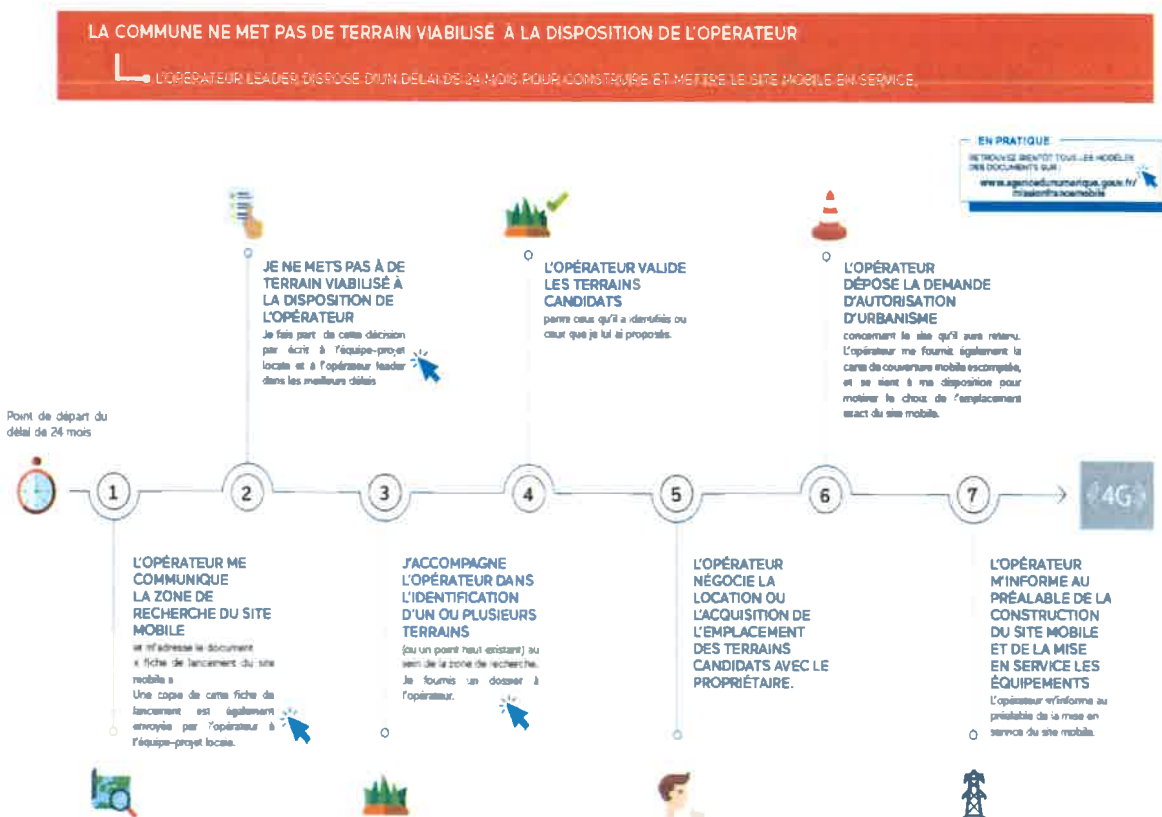 LA COMMUNE NE MET PAS DE TERRAIN VIABILISÉ À LA DISPOSITION DE L'OPÉRATEUR
L'OPÉRATEUR LEADER DISPOSE D'UN DÉLAI DE 24 MOIS POUR CONSTRUIRE ET METTRE LE SITE MOBILE EN SERVICE.
EN PRATIQUE
RETROUVEZ BIENTÔT TOUS LES MODÈLES
DES DOCUMENTS SUR :
www.agencedunumerique.gouv.fr/
missionfrancemobile
JE NE METS PAS À DE
TERRAIN VIABILISÉ À
LA DISPOSITION DE
L'OPÉRATEUR
Je fais part de cette décision
par écrit à l'équipe-projet
locale et à l'opérateur leader
dans les meilleurs délais
L'OPÉRATEUR VALIDE
LES TERRAINS
CANDIDATS
parmi ceux qu'il a identifiés ou
ceux que je lui ai proposés.
L'OPÉRATEUR
DÉPOSE LA DEMANDE
D'AUTORISATION
D'URBANISME
concernant le site qu'il aura retenu.
L'opérateur me fournit également la
carte de couverture mobile escomptée,
et se tient à ma disposition pour
motiver le choix de l'emplacement
exact du site mobile.
Point de départ du
délai de 24 mois
1
2
3
4
5
6
7
4G
L'OPÉRATEUR ME
COMMUNIQUE
LA ZONE DE
RECHERCHE DU SITE
MOBILE
et m'adresse le document
« fiche de lancement du site
mobile »
Une copie de cette fiche de
lancement est également
envoyée par l'opérateur à
l'équipe-projet locale.
J'ACCOMPAGNE
L'OPÉRATEUR DANS
L'IDENTIFICATION
D'UN OU PLUSIEURS
TERRAINS
(ou un point haut existant) au
sein de la zone de recherche.
Je fournis un dossier à
l'opérateur.
L'OPÉRATEUR
NÉGOCIE LA
LOCATION OU
L'ACQUISITION DE
L'EMPLACEMENT
DES TERRAINS
CANDIDATS AVEC LE
PROPRIÉTAIRE.
L'OPÉRATEUR
M'INFORME AU
PRÉALABLE DE LA
CONSTRUCTION
DU SITE MOBILE
ET DE LA MISE
EN SERVICE LES
ÉQUIPEMENTS
L'opérateur m'informe au
préalable de la mise en
service du site mobile.